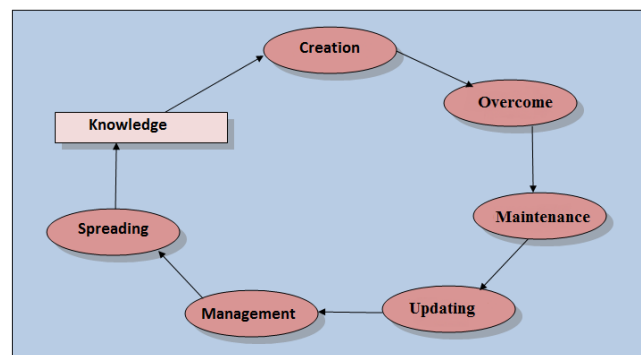 Creation
Overcome
Knowledge
Maintenance
Spreading
Updating
Management